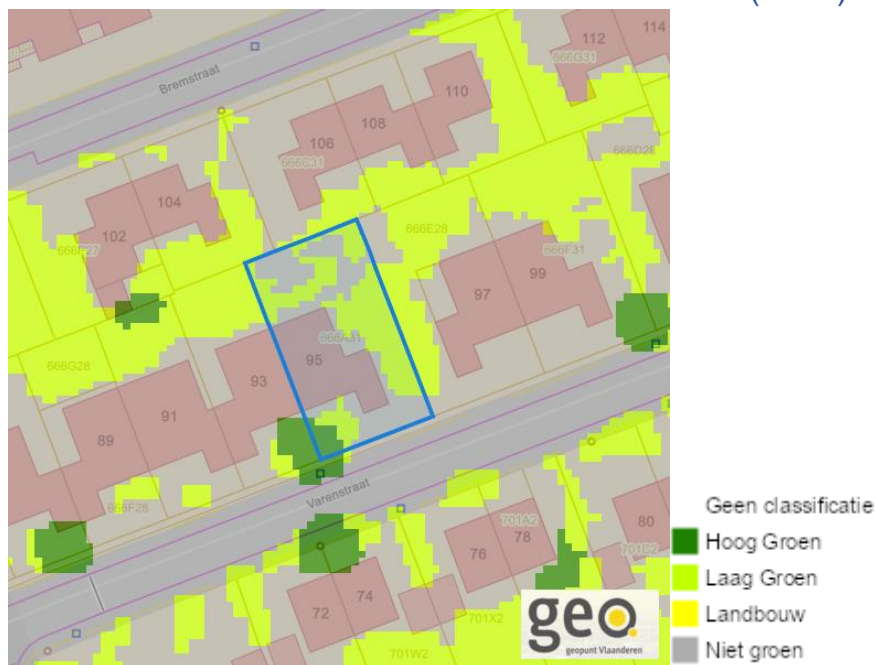 Bremstraat
112
114
666G31
110
108
106
666C31
666D28
104
102
666F27
666E28
666F31
99
97
666A31
95
93
666G28
91
89
666F28
Varenstraat
701A2
78
76
80
701C2
74
72
701X2
701W2
geo
geopunt Vlaanderen
Geen classificatie
Hoog Groen
Laag Groen
Landbouw
Niet groen